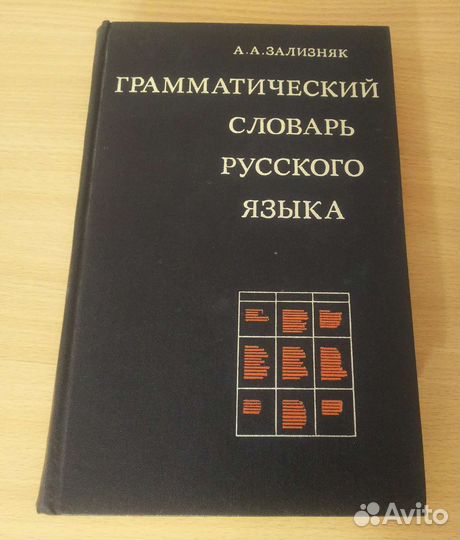 А.А.ЗАЛИЗНЯК
ГРАММАТИЧЕСКИЙ
СЛОВАРЬ
РУССКОГО
ЯЗЫКА
Avito